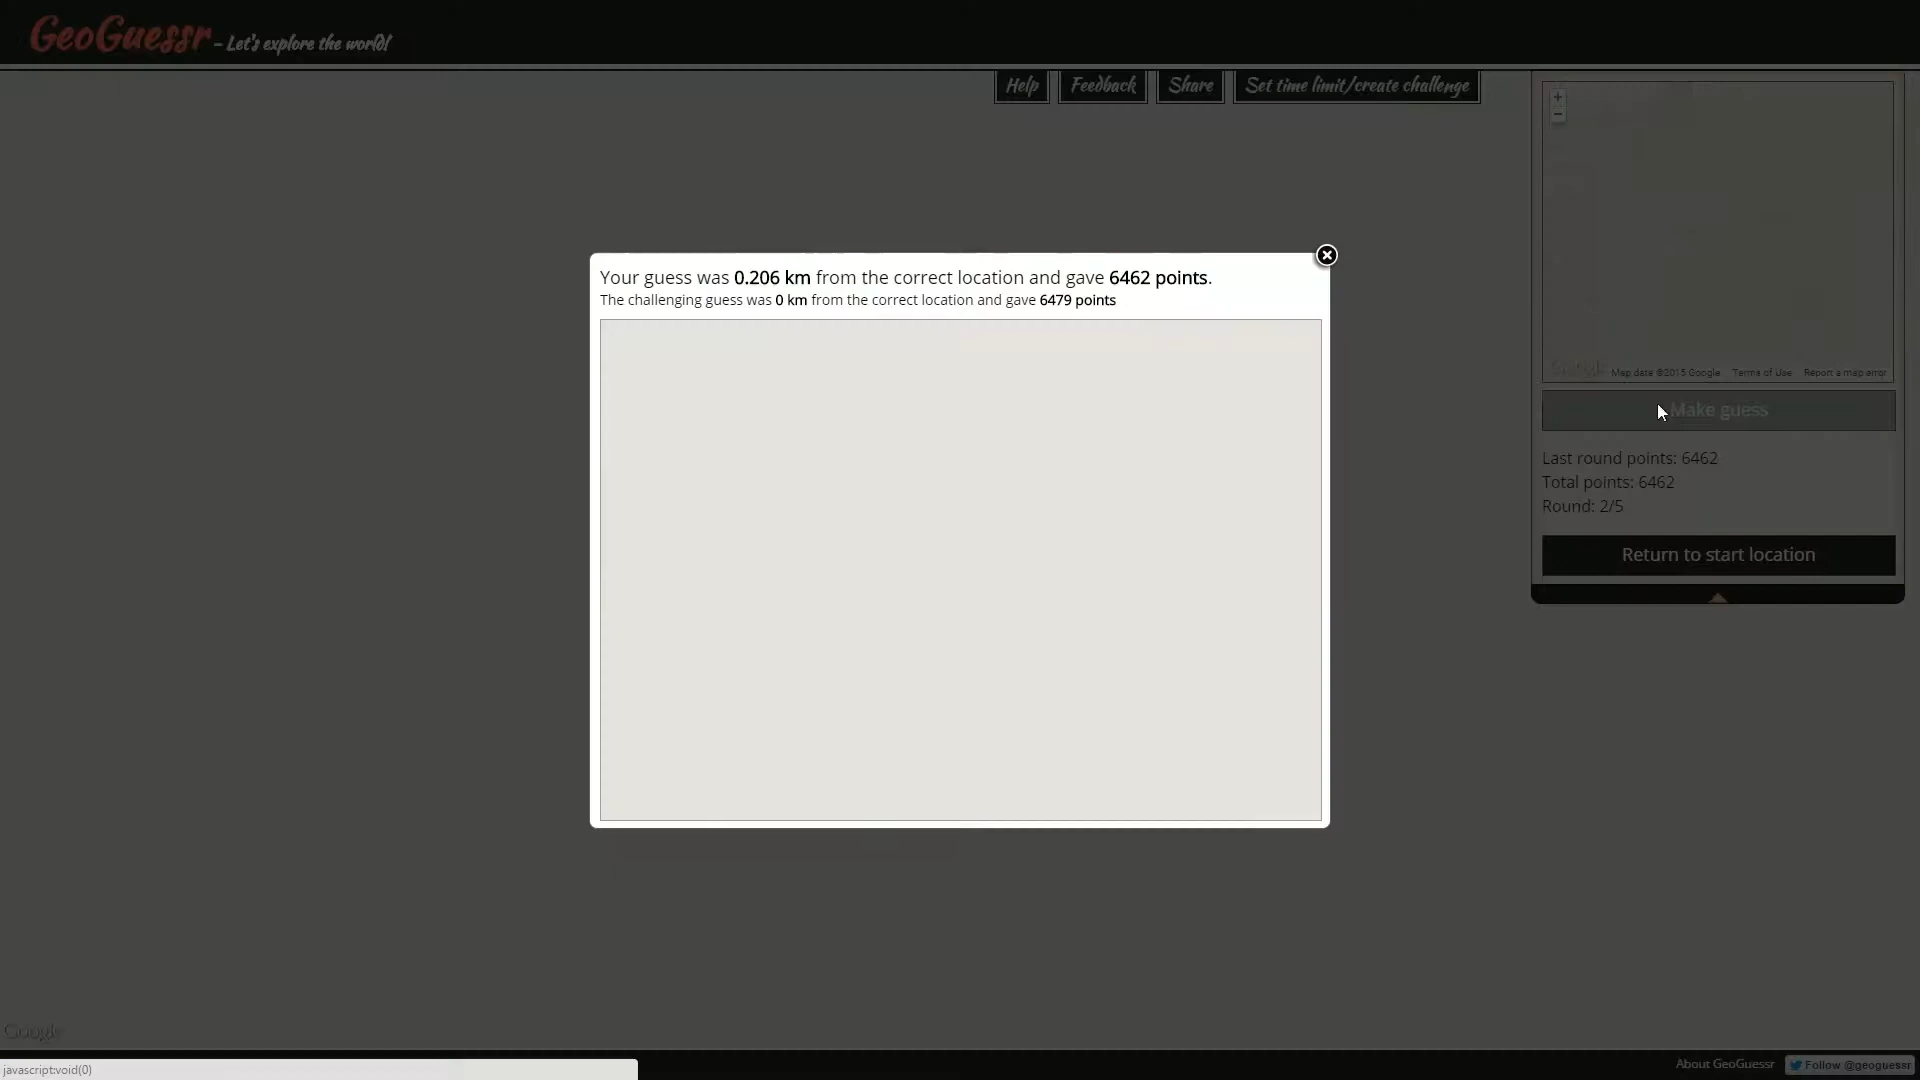 GeoGuessr - Let's explore the world!
Help
Feedback
Share
Set time limit/create challenge
+
−
Your guess was 0.206 km from the correct location and gave 6462 points.
The challenging guess was 0 km from the correct location and gave 6479 points
Google
Map data ©2015 Google
Terms of Use
Report a map error
Make guess
Last round points: 6462
Total points: 6462
Round: 2/5
Return to start location
Google
javascript:void(0)
About GeoGuessr
Follow @geoguessr